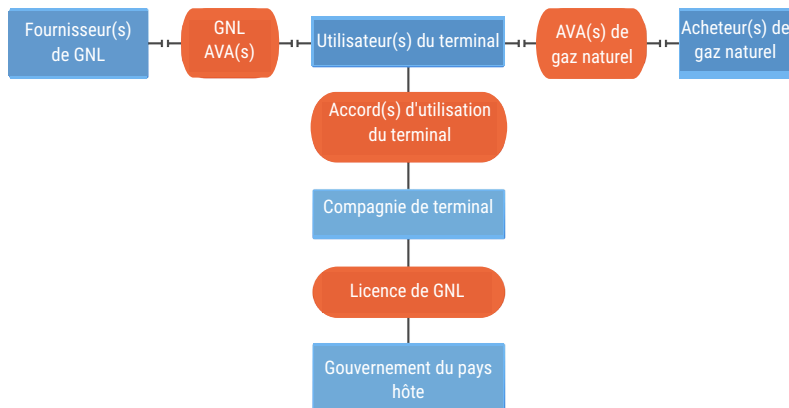 Fournisseur(s)
de GNL
GNL
AVA(s)
Utilisateur(s) du terminal
AVA(s) de
gaz naturel
Acheteur(s) de
gaz naturel
Accord(s) d'utilisation
du terminal
Compagnie de terminal
Licence de GNL
Gouvernement du pays
hôte